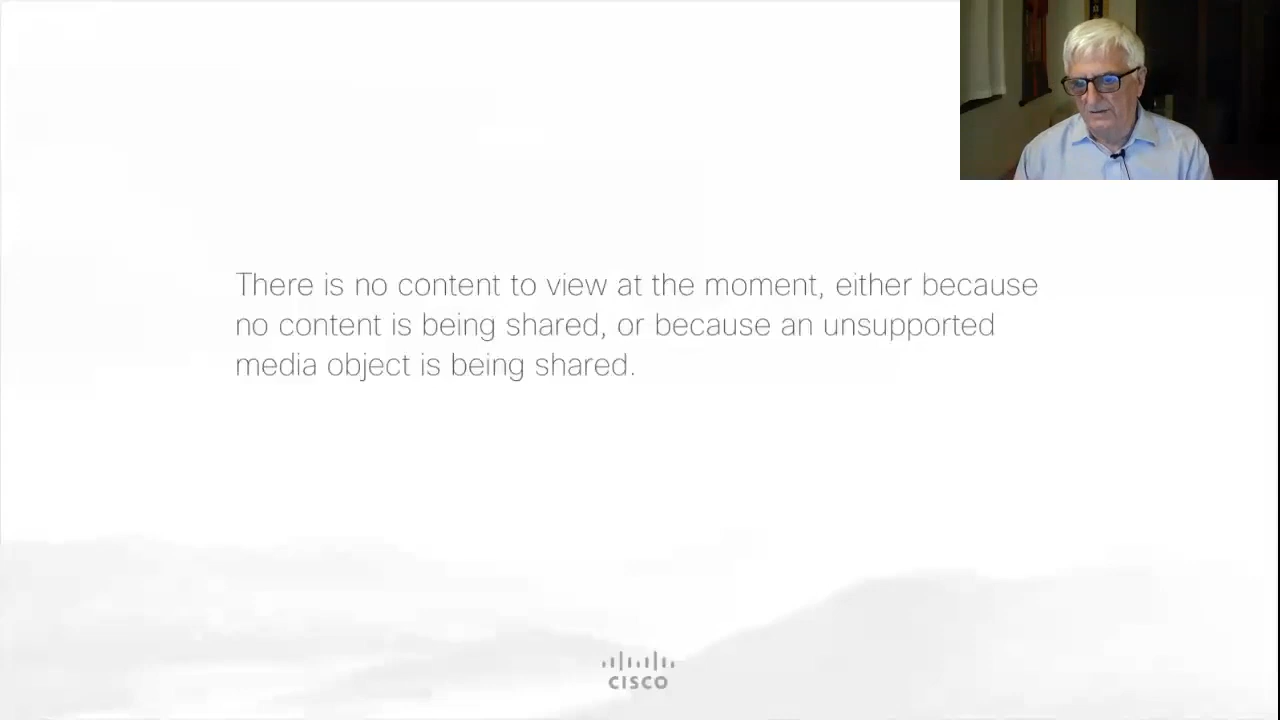 There is no content to view at the moment, either because
no content is being shared, or because an unsupported
media object is being shared.
CISCO